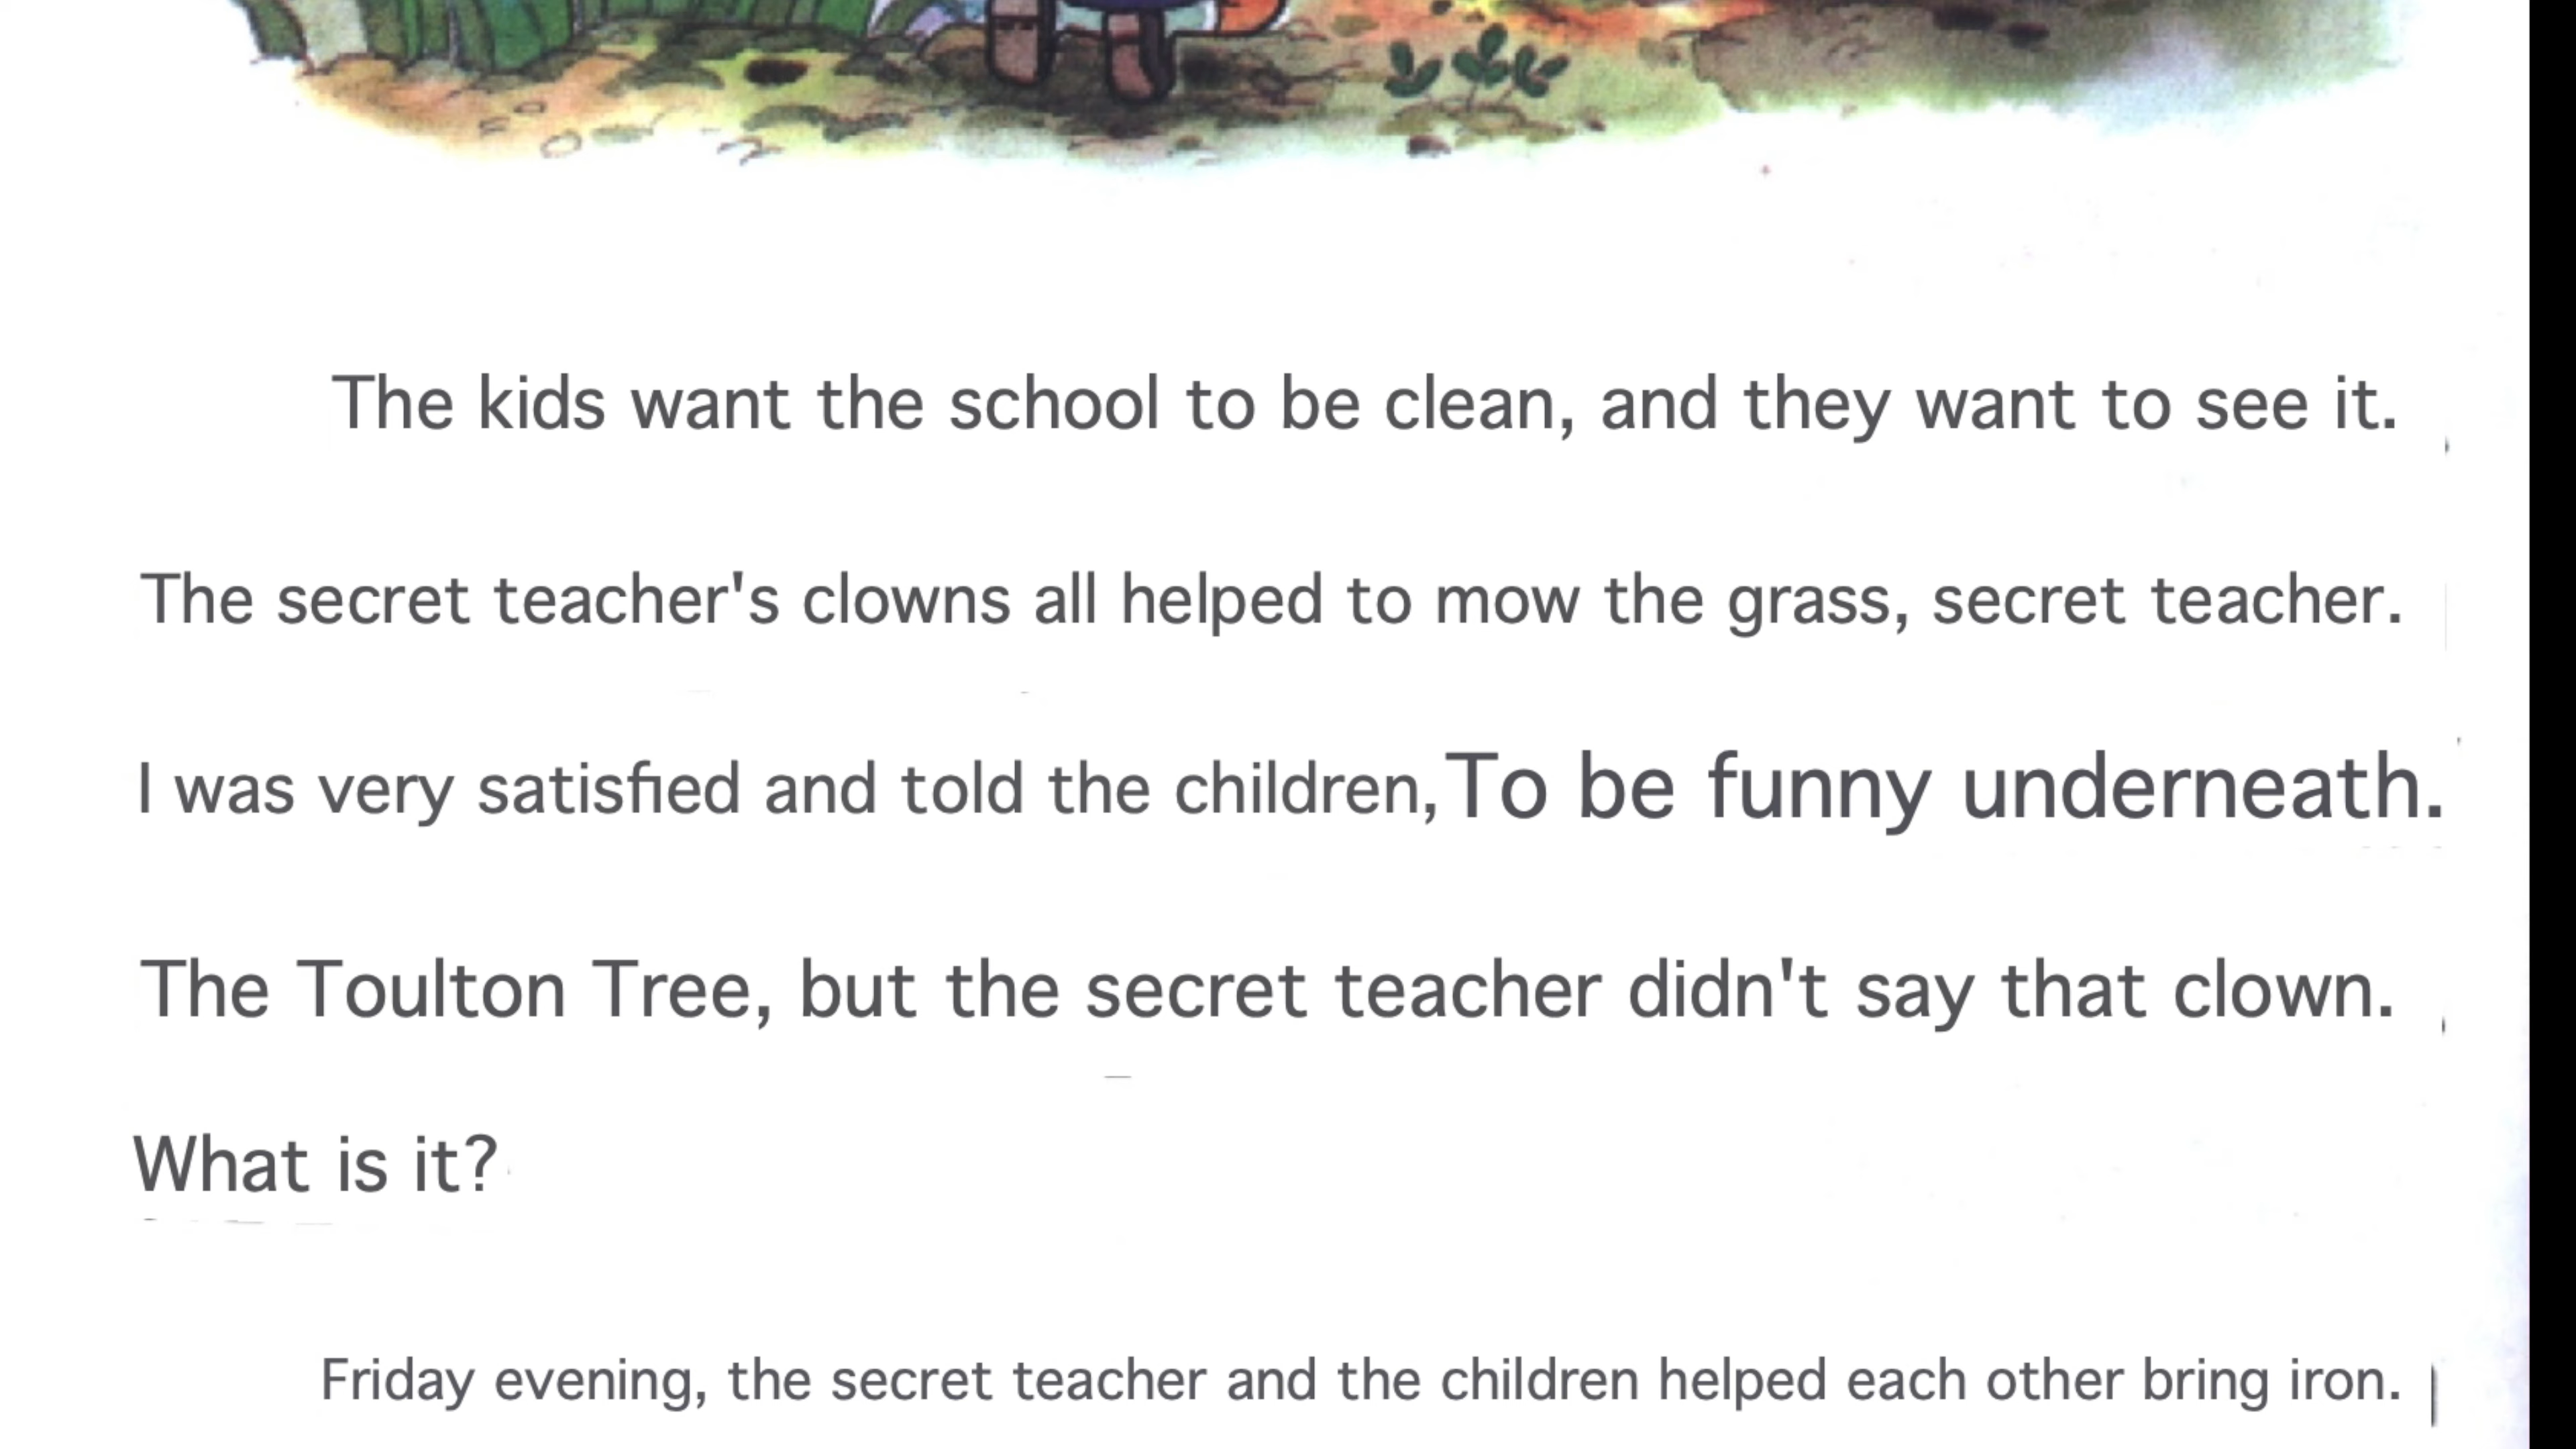 The kids want the school to be clean, and they want to see it.
The secret teacher's clowns all helped to mow the grass, secret teacher.
I was very satisfied and told the children,To be funny underneath.
The Toulton Tree, but the secret teacher didn't say that clown.
What is it?
Friday evening, the secret teacher and the children helped each other bring iron.